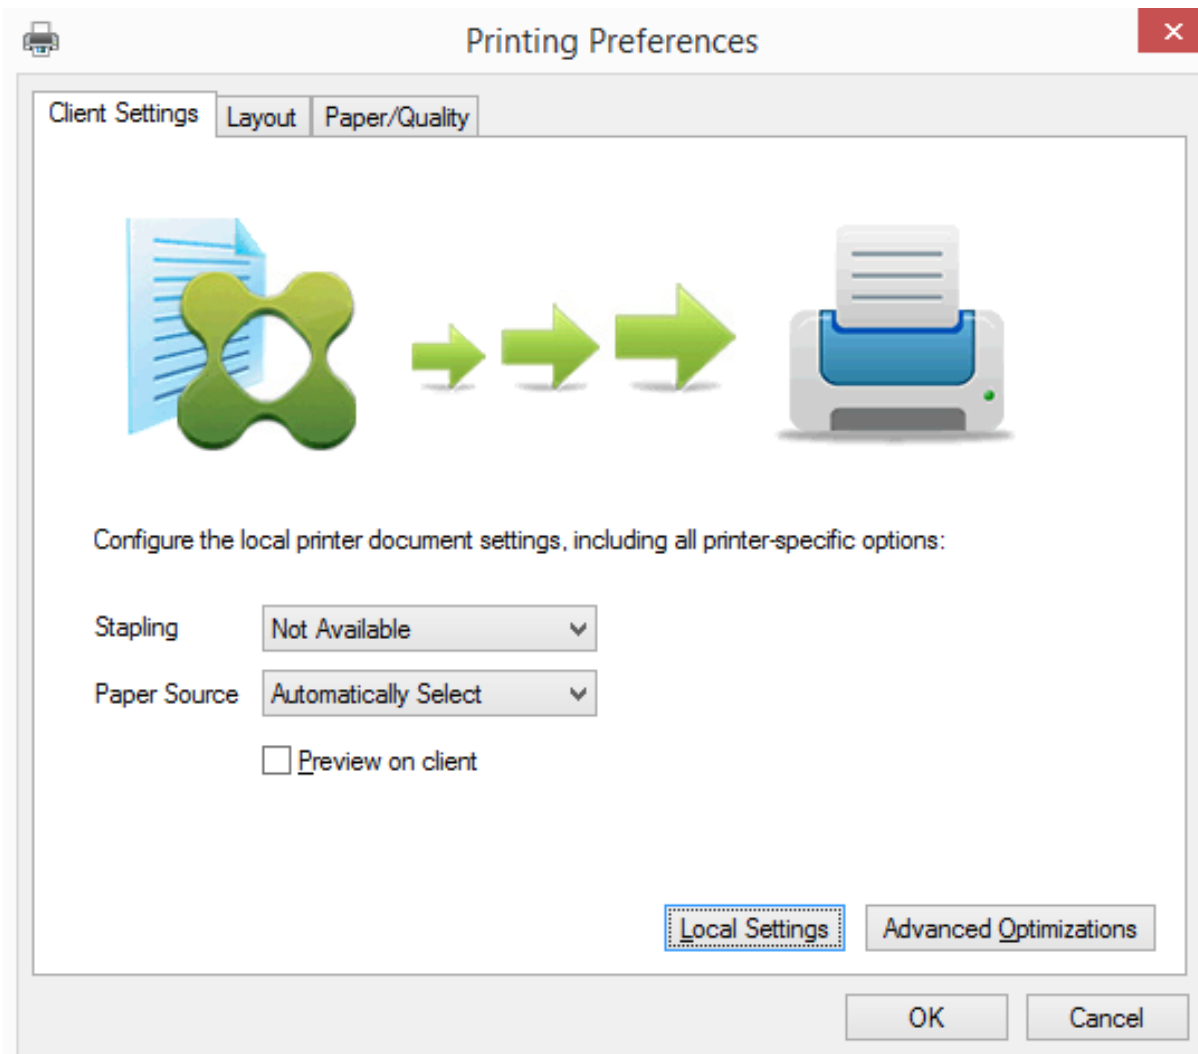 Printing Preferences
Client Settings Layout Paper/Quality
Configure the local printer document settings, including all printer-specific options:
Stapling Not Available
Paper Source Automatically Select
Preview on client
Local Settings Advanced Optimizations
OK Cancel